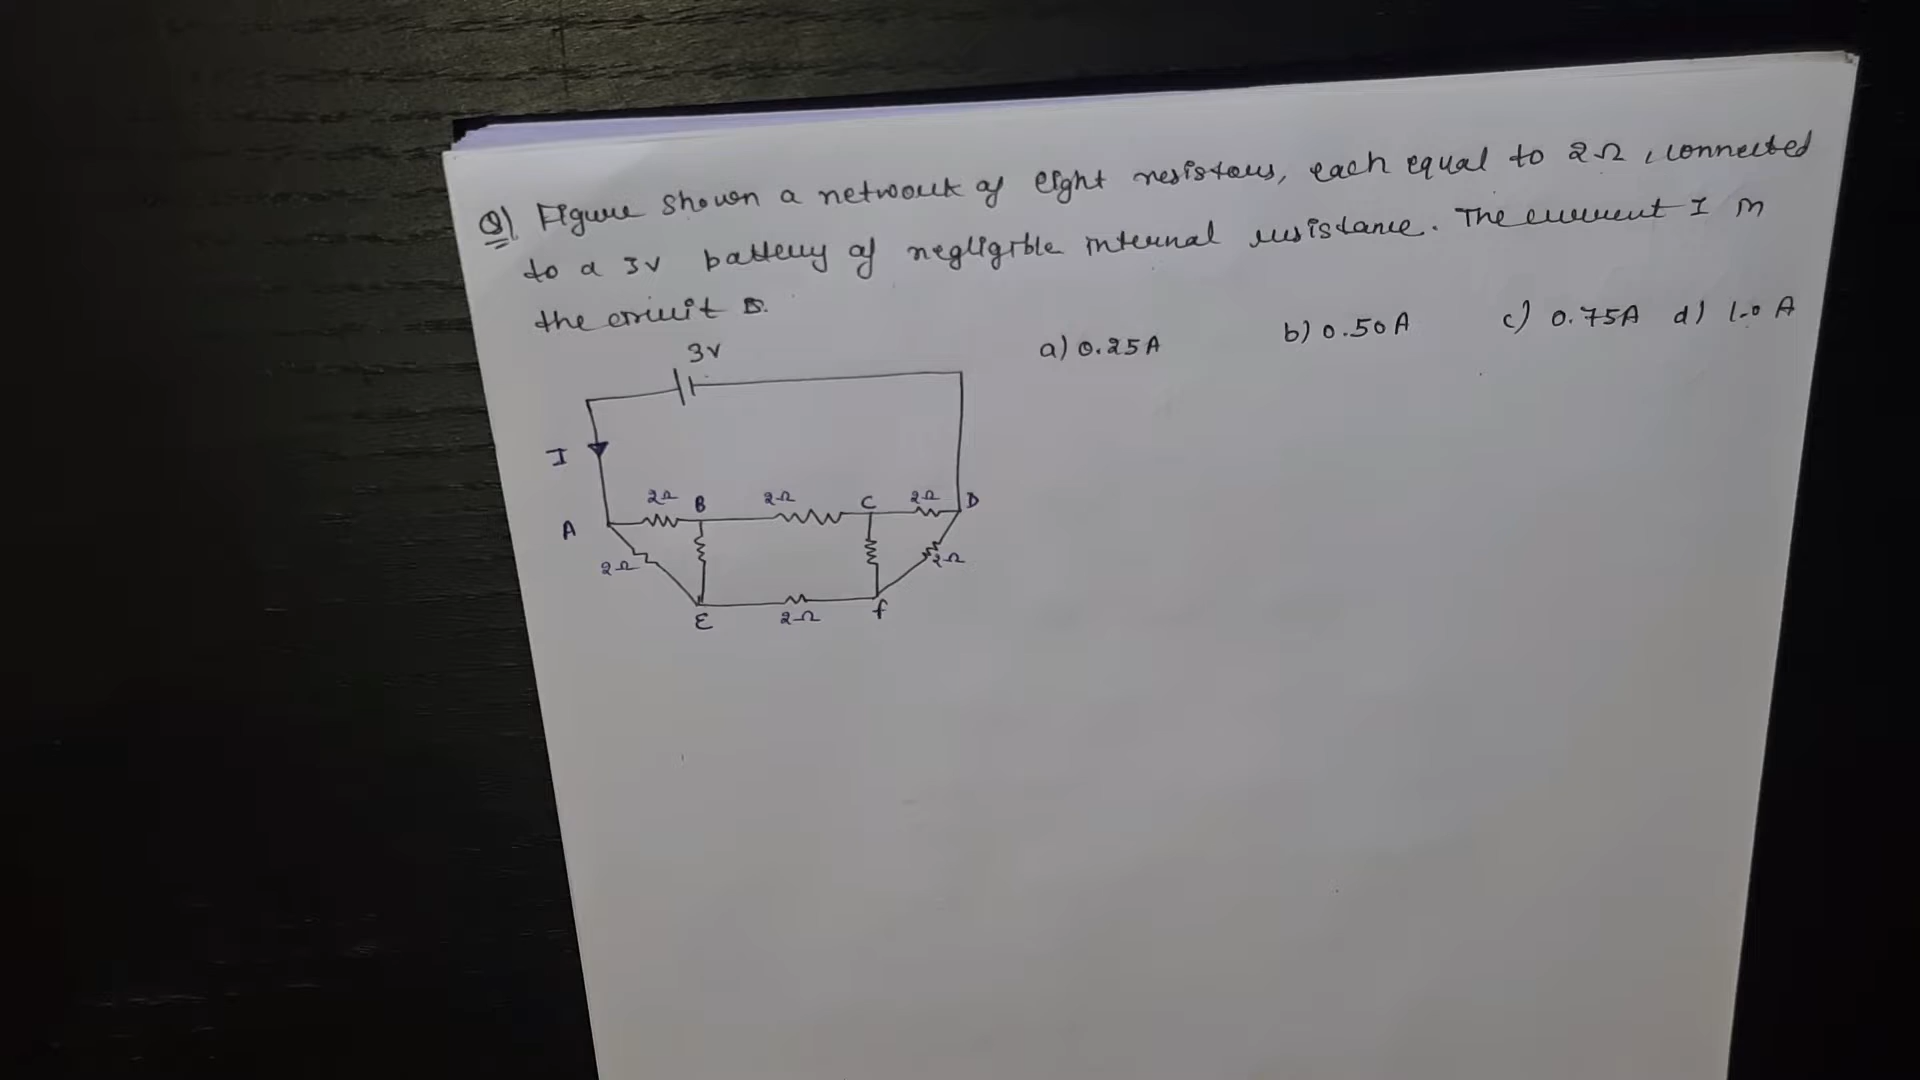 Q). Figure shown a network of eight resistors, each equal to 2Ω, connected
to a 3V battery of negligible internal resistance. The current I in
the circuit is.
a) 0.25A b) 0.50A c) 0.75A d) 1.0 A
3V
I
2Ω B 2Ω C 2Ω D
A
2Ω 2Ω
E 2Ω f